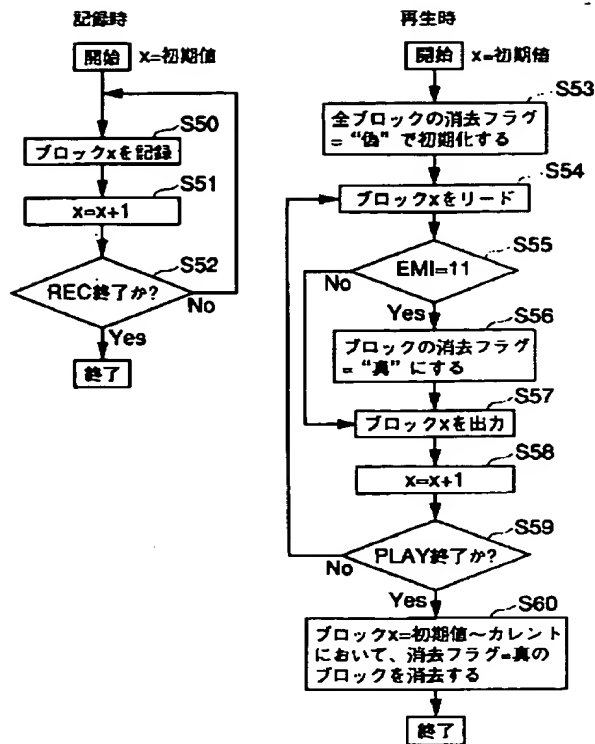 記録時
開始 x=初期値
S50
ブロックxを記録
S51
x=x+1
S52
REC終了か?
No
Yes
終了
再生時
開始 x=初期値
S53
全ブロックの消去フラグ
="偽"で初期化する
S54
ブロックxをリード
S55
EMI=11
No
Yes
S56
ブロックの消去フラグ
="真"にする
S57
ブロックxを出力
S58
x=x+1
S59
PLAY終了か?
No
Yes
S60
ブロックx=初期値~カレント
において、消去フラグ=真の
ブロックを消去する
終了